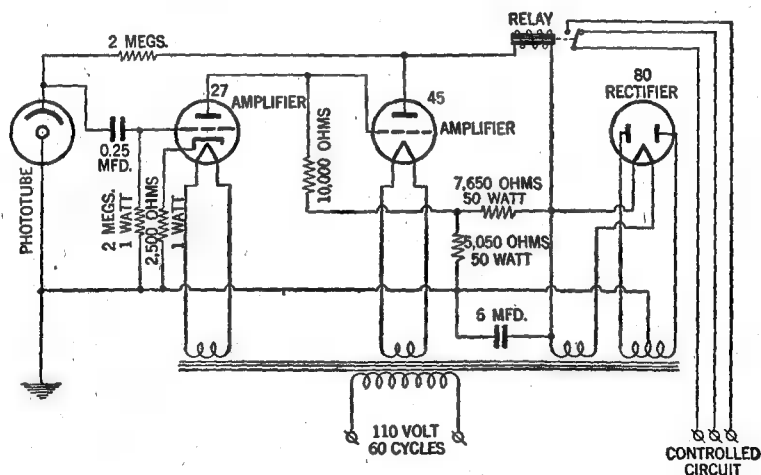 RELAY
2 MEGS.
80
RECTIFIER
27
AMPLIFIER
45
AMPLIFIER
0.25
MFD.
PHOTOTUBE
2 MEGS.
1 WATT
2,500 OHMS
1 WATT
10,000 OHMS
7,650 OHMS
50 WATT
5,050 OHMS
50 WATT
6 MFD.
110 VOLT
60 CYCLES
CONTROLLED
CIRCUIT